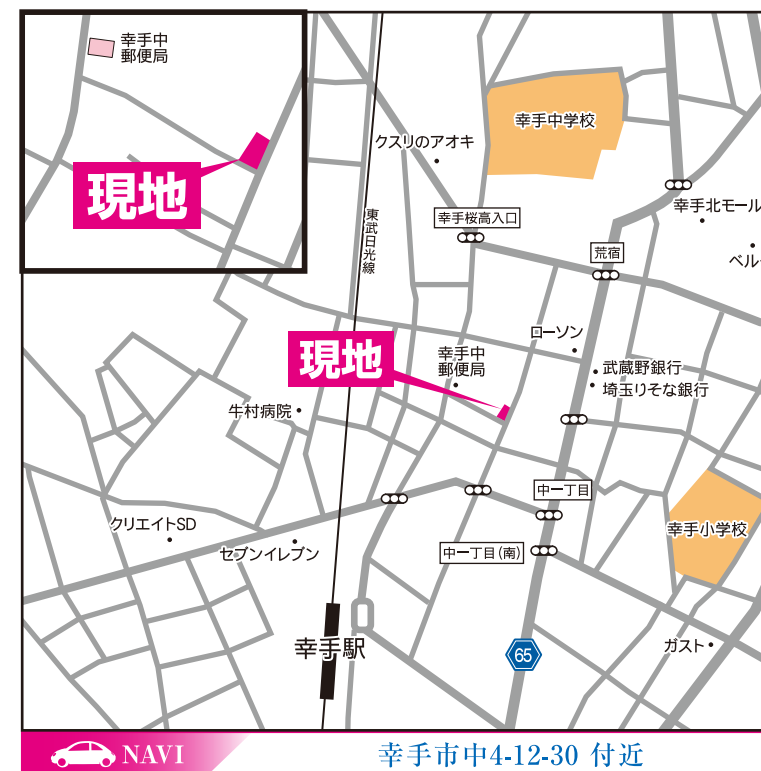 幸手中
郵便局
現地
クスリのアオキ
幸手中学校
東武日光線
幸手桜高入口
幸手北モール
荒宿
ベル
ローソン
現地
幸手中
郵便局
武蔵野銀行
埼玉りそな銀行
牛村病院
中一丁目
クリエイトSD
セブンイレブン
中一丁目(南)
幸手小学校
幸手駅
65
ガスト
NAVI
幸手市中4-12-30 付近